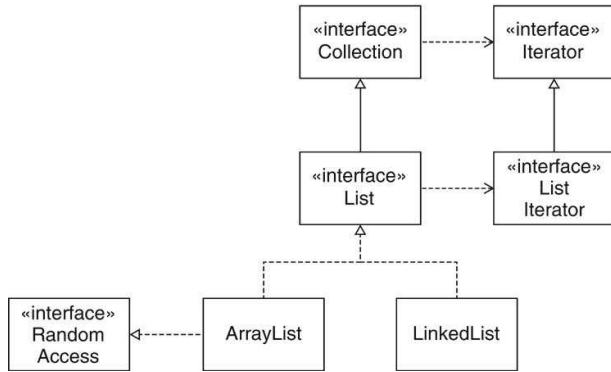 «interface»
Collection
«interface»
Iterator
«interface»
List
«interface»
List
Iterator
«interface»
Random
Access
ArrayList
LinkedList